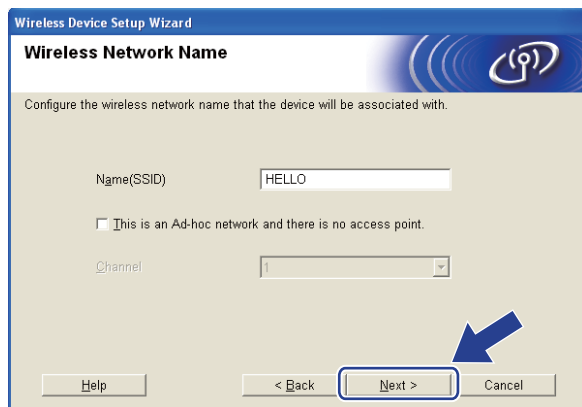 Wireless Device Setup Wizard
Wireless Network Name
Configure the wireless network name that the device will be associated with.
Name(SSID) HELLO
This is an Ad-hoc network and there is no access point.
Channel 1
Help < Back Next > Cancel